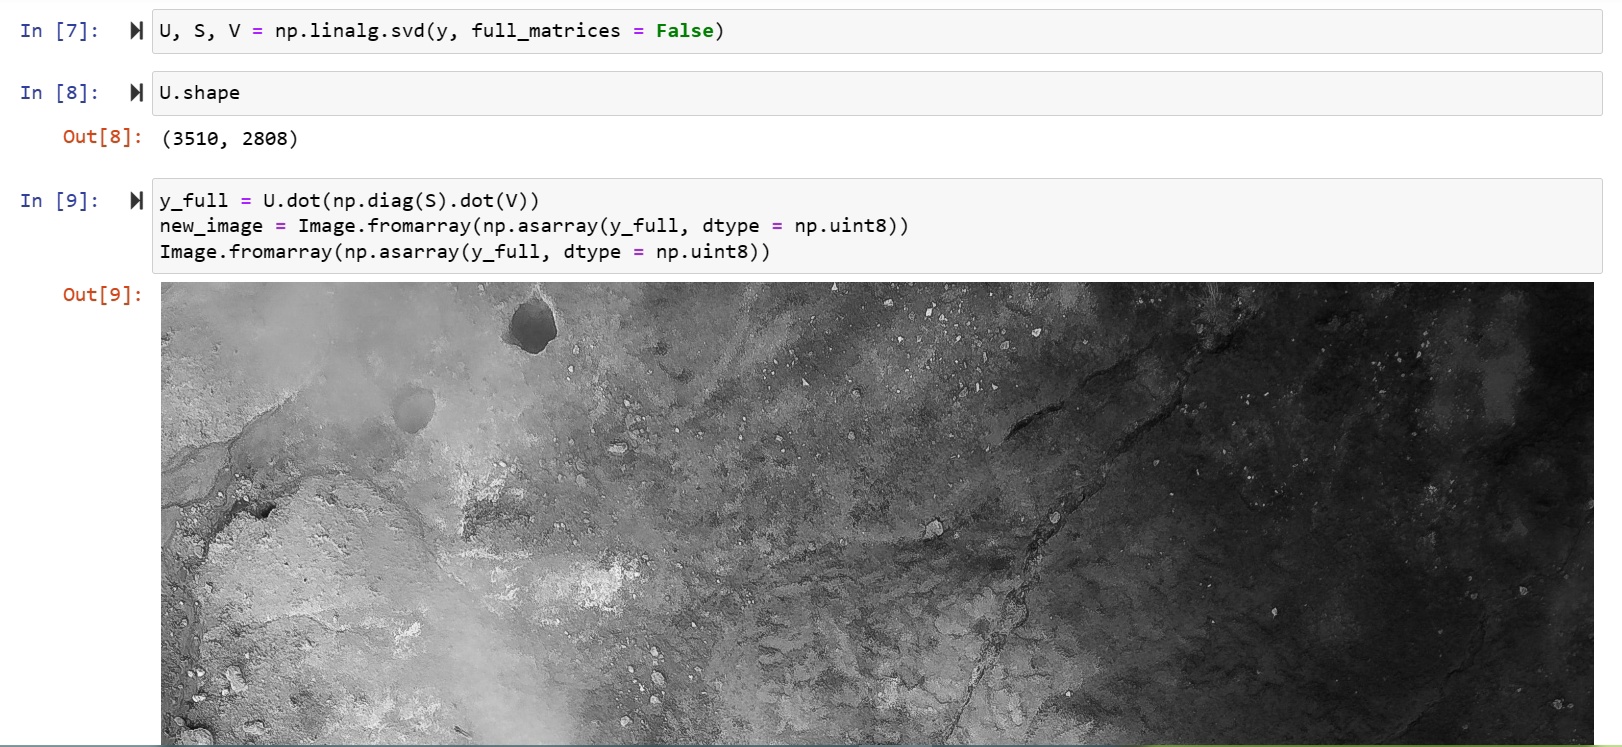 In [7]: U, S, V = np.linalg.svd(y, full_matrices = False)
In [8]: U.shape
Out[8]: (3510, 2808)
In [9]: y_full = U.dot(np.diag(S).dot(V))
new_image = Image.fromarray(np.asarray(y_full, dtype = np.uint8))
Image.fromarray(np.asarray(y_full, dtype = np.uint8))
Out[9]: